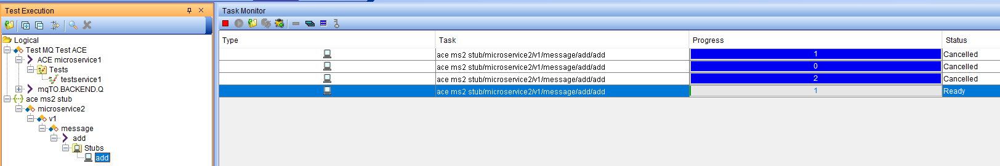 Test Execution
Logical
Test MQ Test ACE
ACE microservice1
Tests
testservice1
mqTO.BACKEND.Q
ace ms2 stub
microservice2
v1
message
add
Stubs
add
Task Monitor
Type Task Progress Status
ace ms2 stub/microservice2/v1/message/add/add 1 Cancelled
ace ms2 stub/microservice2/v1/message/add/add 0 Cancelled
ace ms2 stub/microservice2/v1/message/add/add 2 Cancelled
ace ms2 stub/microservice2/v1/message/add/add 1 Ready